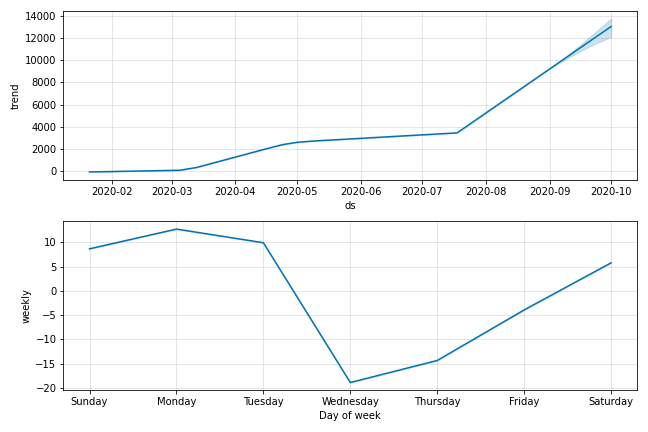 14000
12000
10000
8000
6000
4000
2000
0
trend
2020-02 2020-03 2020-04 2020-05 2020-06 2020-07 2020-08 2020-09 2020-10
ds
10
5
0
−5
−10
−15
−20
weekly
Sunday Monday Tuesday Wednesday Thursday Friday Saturday
Day of week